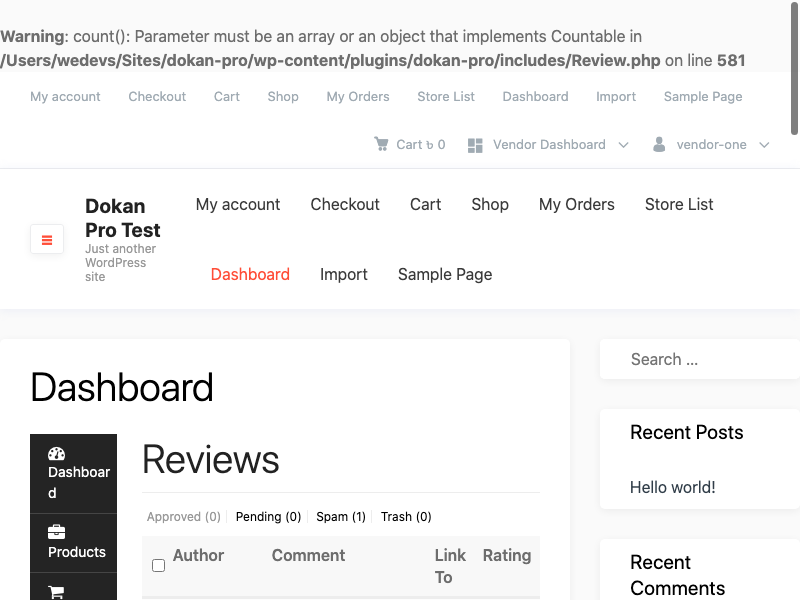 Warning: count(): Parameter must be an array or an object that implements Countable in
/Users/wedevs/Sites/dokan-pro/wp-content/plugins/dokan-pro/includes/Review.php on line 581
My account Checkout Cart Shop My Orders Store List Dashboard Import Sample Page
Cart ৳ 0 Vendor Dashboard vendor-one
Dokan
Pro Test
Just another
WordPress
site
My account Checkout Cart Shop My Orders Store List
Dashboard Import Sample Page
Dashboard
Search ...
Recent Posts
Hello world!
Recent
Comments
Dashboar
d
Products
Reviews
Approved (0) Pending (0) Spam (1) Trash (0)
Author Comment Link To Rating